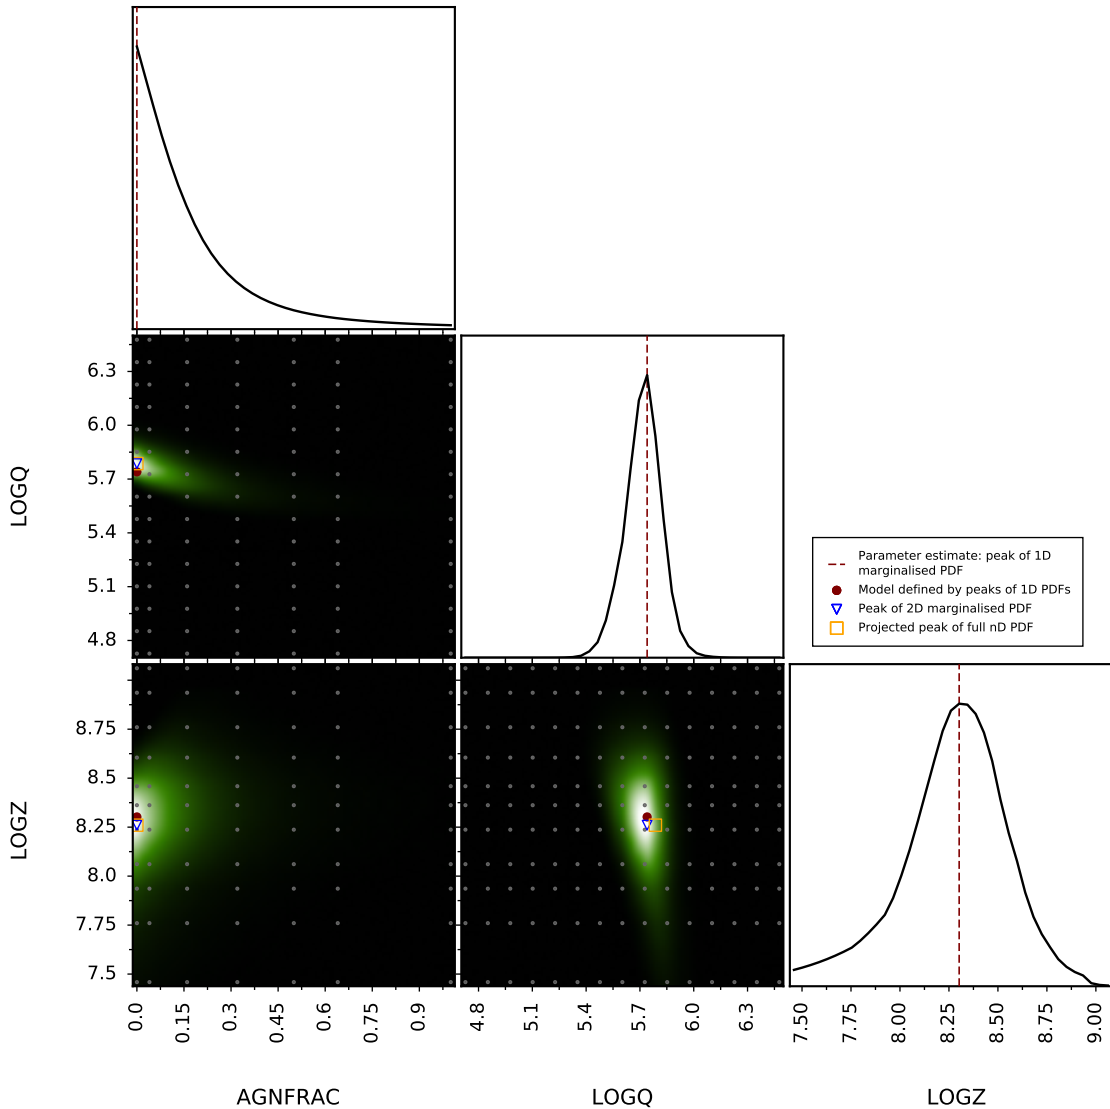 6.3
6.0
5.7
5.4
5.1
4.8
LOGQ
Parameter estimate: peak of 1D
marginalised PDF
Model defined by peaks of 1D PDFs
Peak of 2D marginalised PDF
Projected peak of full nD PDF
8.75
8.5
8.25
8.0
7.75
7.5
LOGZ
0.0 0.15 0.3 0.45 0.6 0.75 0.9
4.8 5.1 5.4 5.7 6.0 6.3
7.50 7.75 8.00 8.25 8.50 8.75 9.00
AGNFRAC
LOGQ
LOGZ